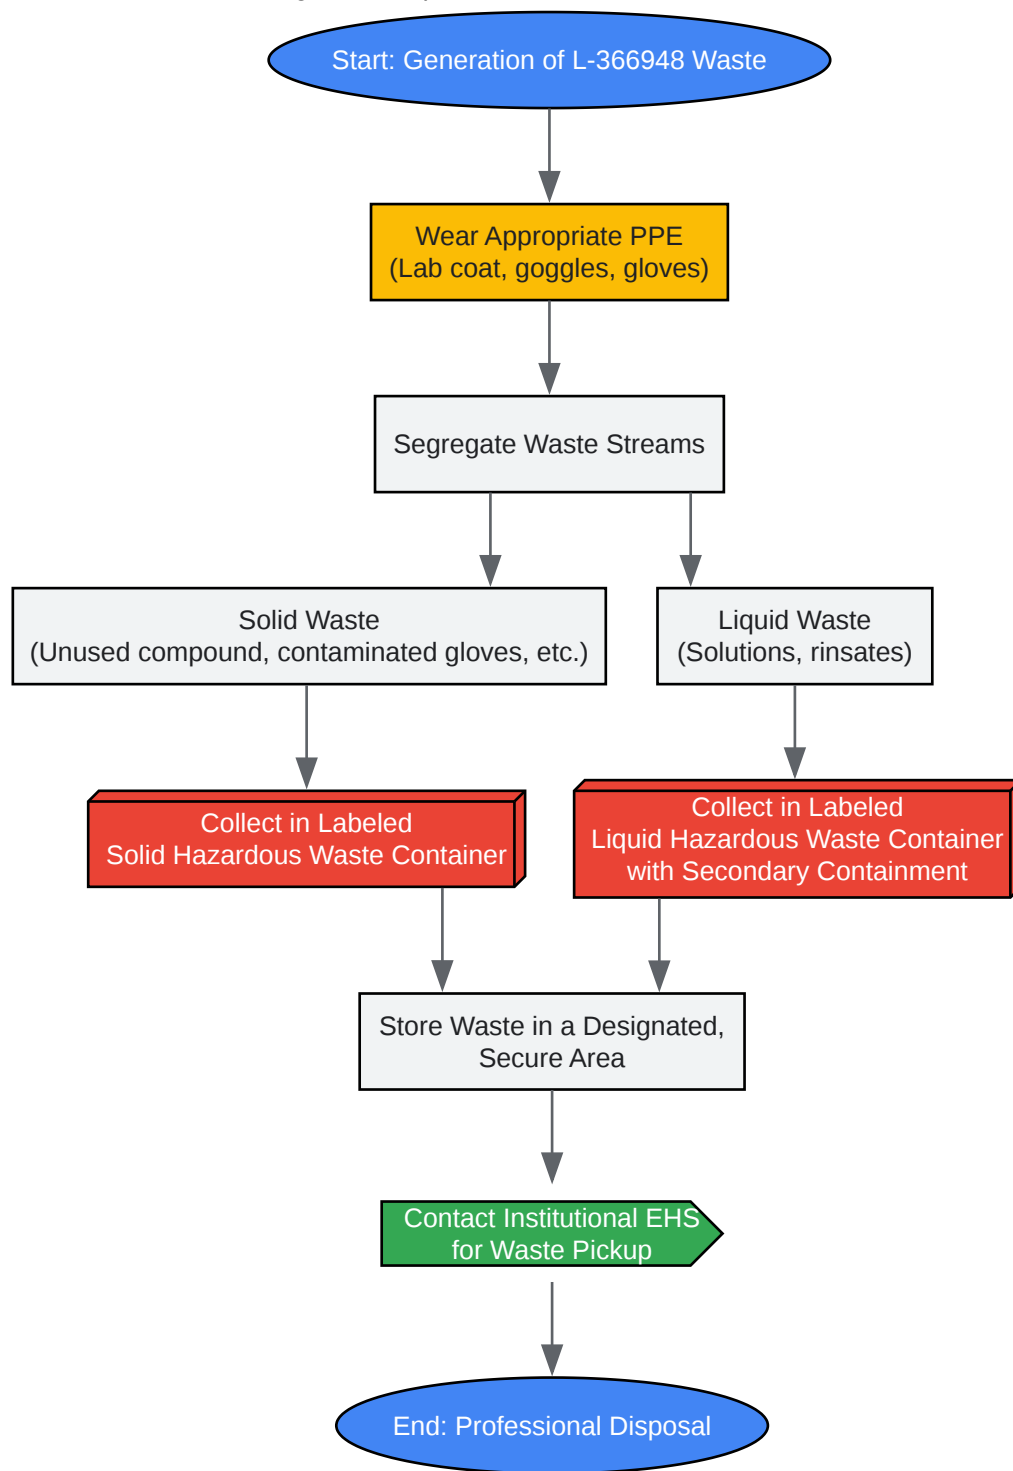 Start: Generation of L-366948 Waste
Wear Appropriate PPE
(Lab coat, goggles, gloves)
Segregate Waste Streams
Solid Waste
(Unused compound, contaminated gloves, etc.)
Liquid Waste
(Solutions, rinsates)
Collect in Labeled
Solid Hazardous Waste Container
Collect in Labeled
Liquid Hazardous Waste Container
with Secondary Containment
Store Waste in a Designated,
Secure Area
Contact Institutional EHS
for Waste Pickup
End: Professional Disposal